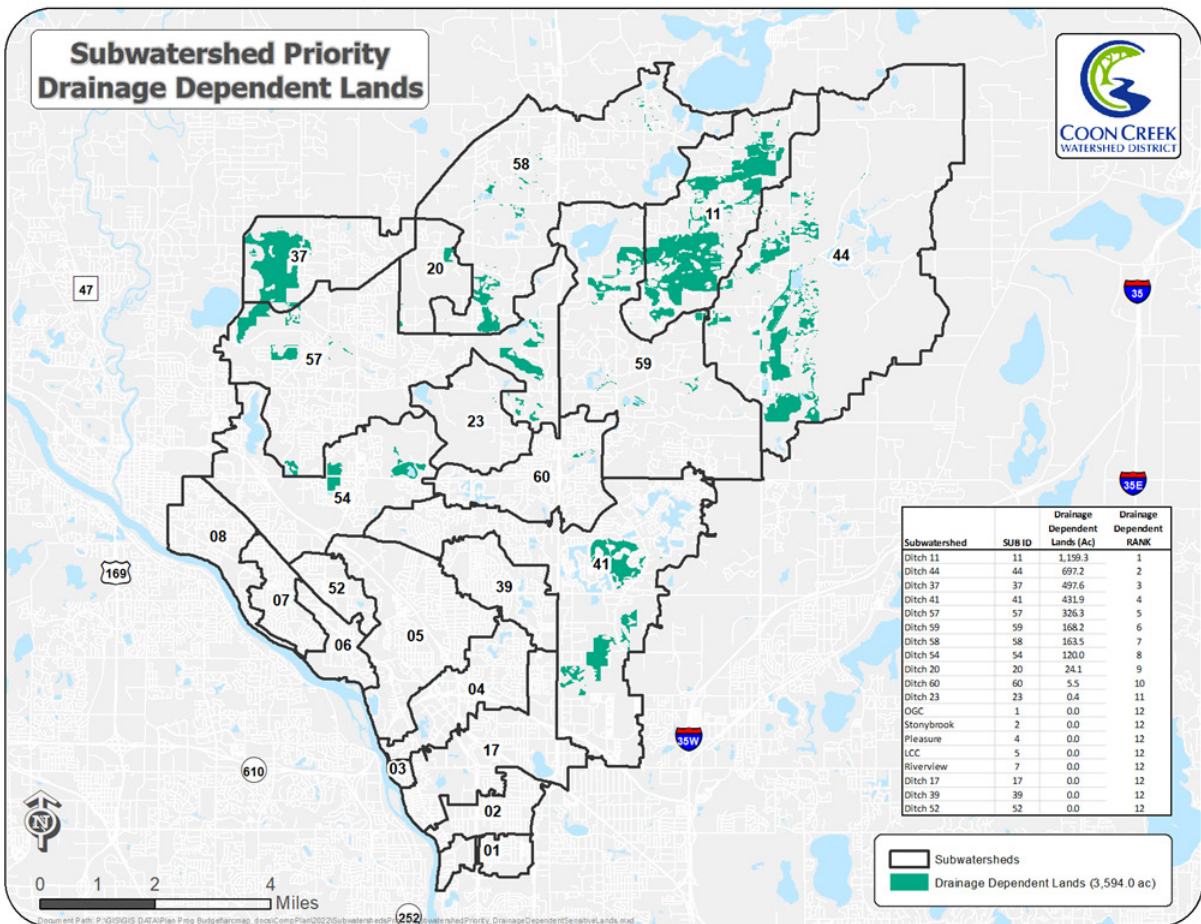 Subwatershed Priority
Drainage Dependent Lands
COON CREEK
WATERSHED DISTRICT
58
11
37
20
44
47
35
57
59
23
60
54
35E
08
169
41
39
52
07
05
06
04
17
35W
03
610
02
01
252
Subwatershed SUB ID Drainage Dependent Lands (Ac) Drainage Dependent RANK
Ditch 11 11 1,159.3 1
Ditch 44 44 697.2 2
Ditch 37 37 497.6 3
Ditch 41 41 431.9 4
Ditch 57 57 326.3 5
Ditch 59 59 168.2 6
Ditch 58 58 163.5 7
Ditch 54 54 120.0 8
Ditch 20 20 24.1 9
Ditch 60 60 5.5 10
Ditch 23 23 0.4 11
OGC 1 0.0 12
Stonybrook 2 0.0 12
Pleasure 4 0.0 12
LCC 5 0.0 12
Riverview 7 0.0 12
Ditch 17 17 0.0 12
Ditch 39 39 0.0 12
Ditch 52 52 0.0 12
Subwatersheds
Drainage Dependent Lands (3,594.0 ac)
N
0 1 2 4
Miles
Document Path: